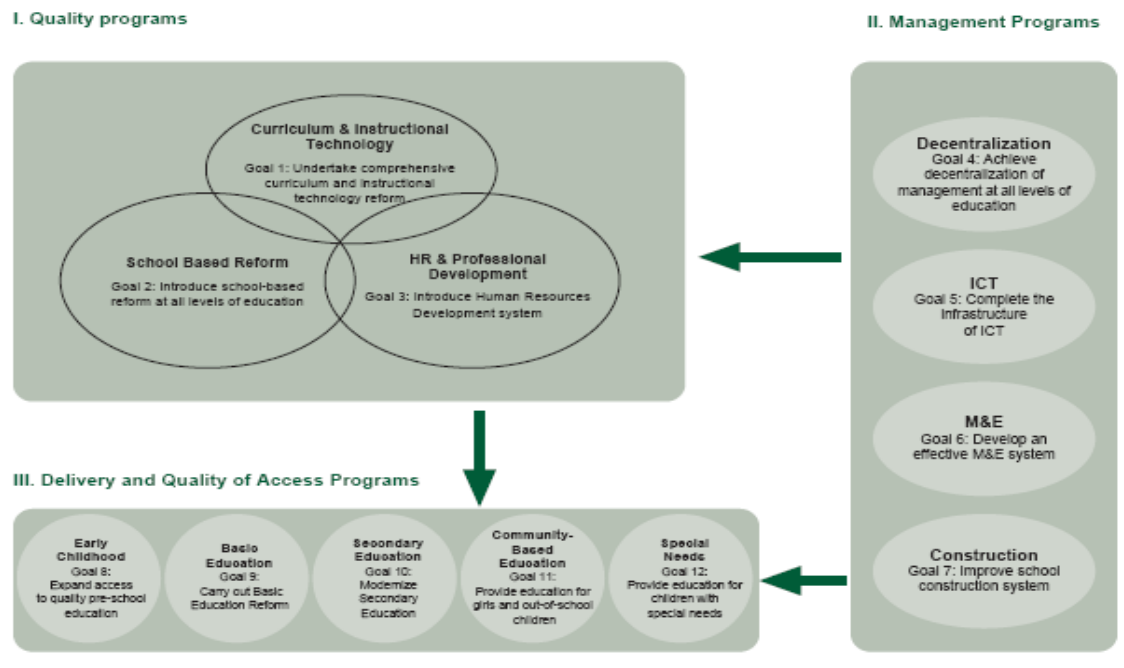 I. Quality programs
Curriculum & Instructional
Technology
Goal 1: Undertake comprehensive
curriculum and instructional
technology reform
School Based Reform
Goal 2: Introduce school-based
reform at all levels of education
HR & Professional
Development
Goal 3: Introduce Human Resources
Development system
II. Management Programs
Decentralization
Goal 4: Achieve
decentralization of
management at all levels of
education
ICT
Goal 5: Complete the
Infrastructure
of ICT
M&E
Goal 6: Develop an
effective M&E system
Construction
Goal 7: Improve school
construction system
III. Delivery and Quality of Access Programs
Early
Childhood
Goal 8:
Expand access
to quality pre-school
education
Basic
Education
Goal 9:
Carry out Basic
Education Reform
Secondary
Education
Goal 10:
Modernize
Secondary
Education
Community-
Based
Education
Goal 11:
Provide education for
girls and out-of-school
children
Special
Needs
Goal 12:
Provide education for
children with
special needs